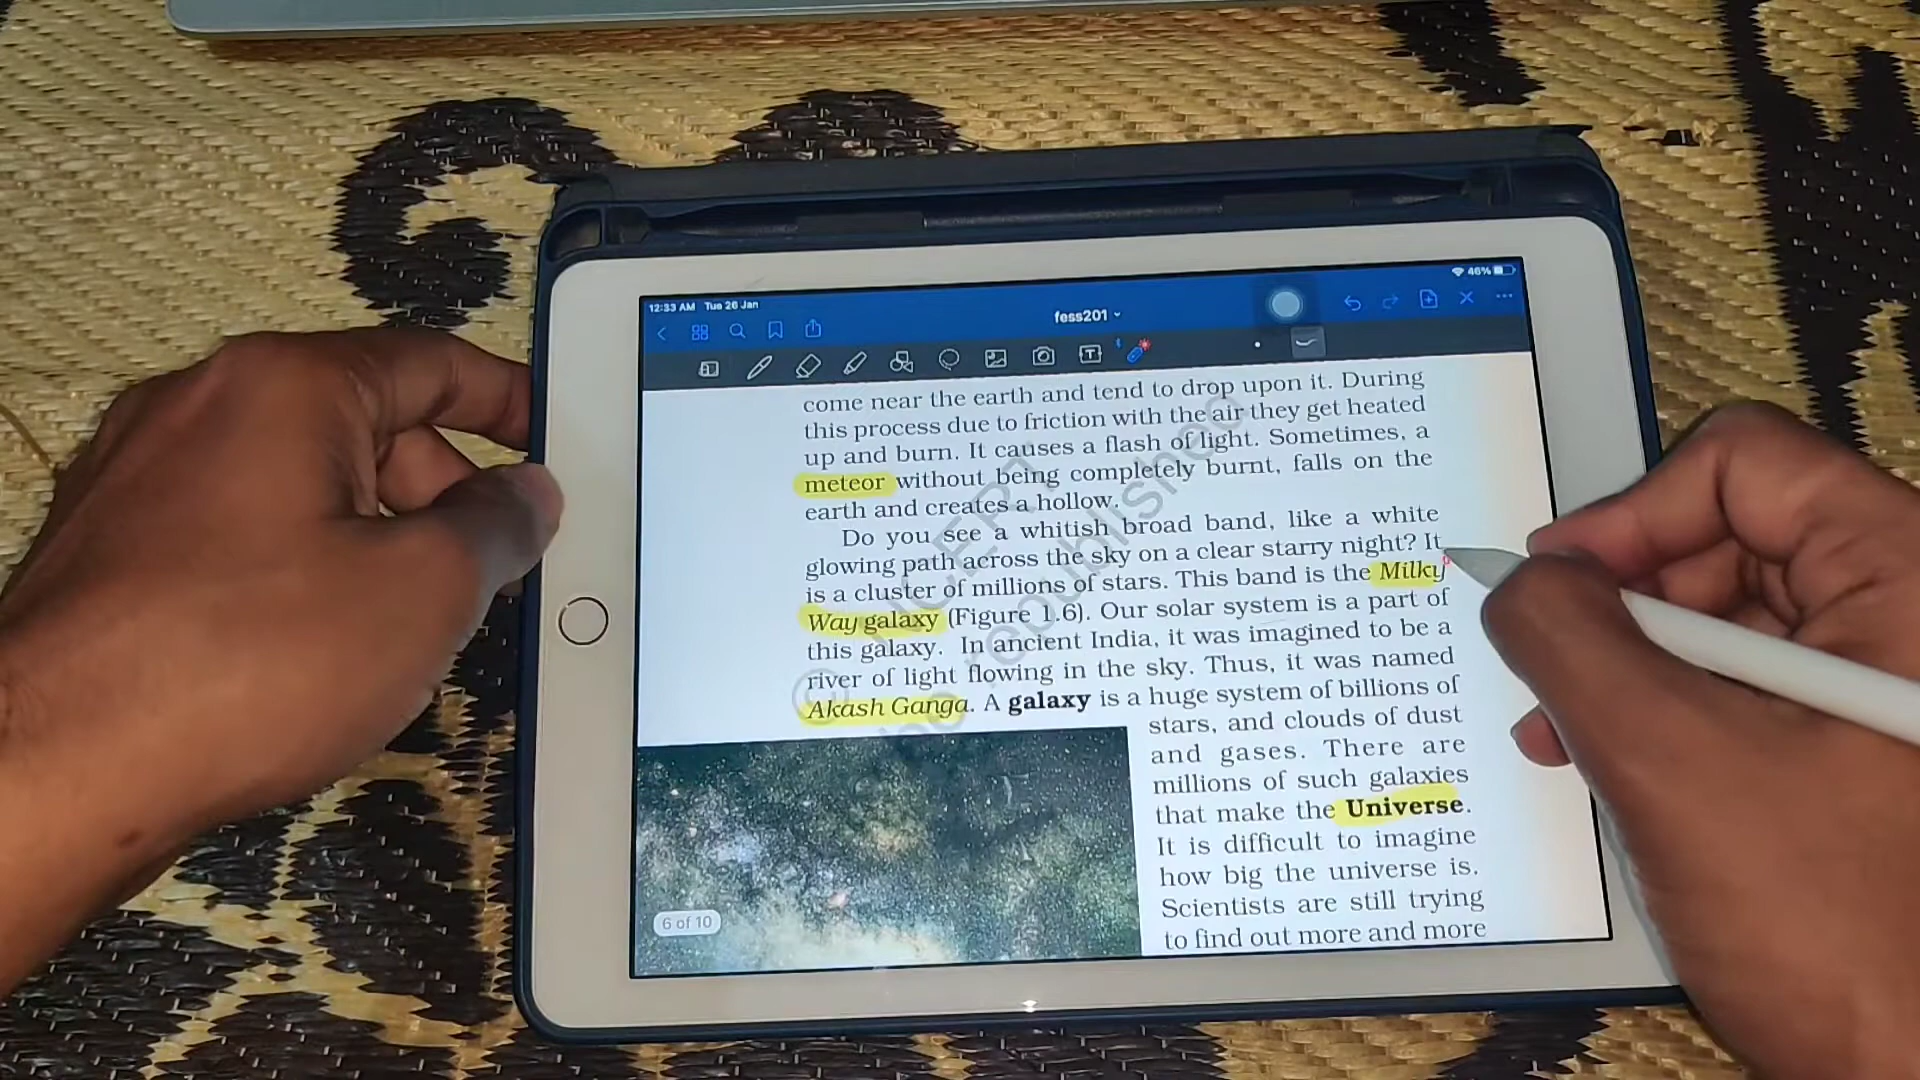 12:33 AM Tue 26 Jan
46%
fess201
T
come near the earth and tend to drop upon it. During
this process due to friction with the air they get heated
up and burn. It causes a flash of light. Sometimes, a
meteor without being completely burnt, falls on the
earth and creates a hollow.
Do you see a whitish broad band, like a white
glowing path across the sky on a clear starry night? It
is a cluster of millions of stars. This band is the Milky
Way galaxy (Figure 1.6). Our solar system is a part of
this galaxy. In ancient India, it was imagined to be a
river of light flowing in the sky. Thus, it was named
Akash Ganga. A galaxy is a huge system of billions of
stars, and clouds of dust
and gases. There are
millions of such galaxies
that make the Universe.
It is difficult to imagine
how big the universe is.
Scientists are still trying
to find out more and more
6 of 10
© NCERT
be republished